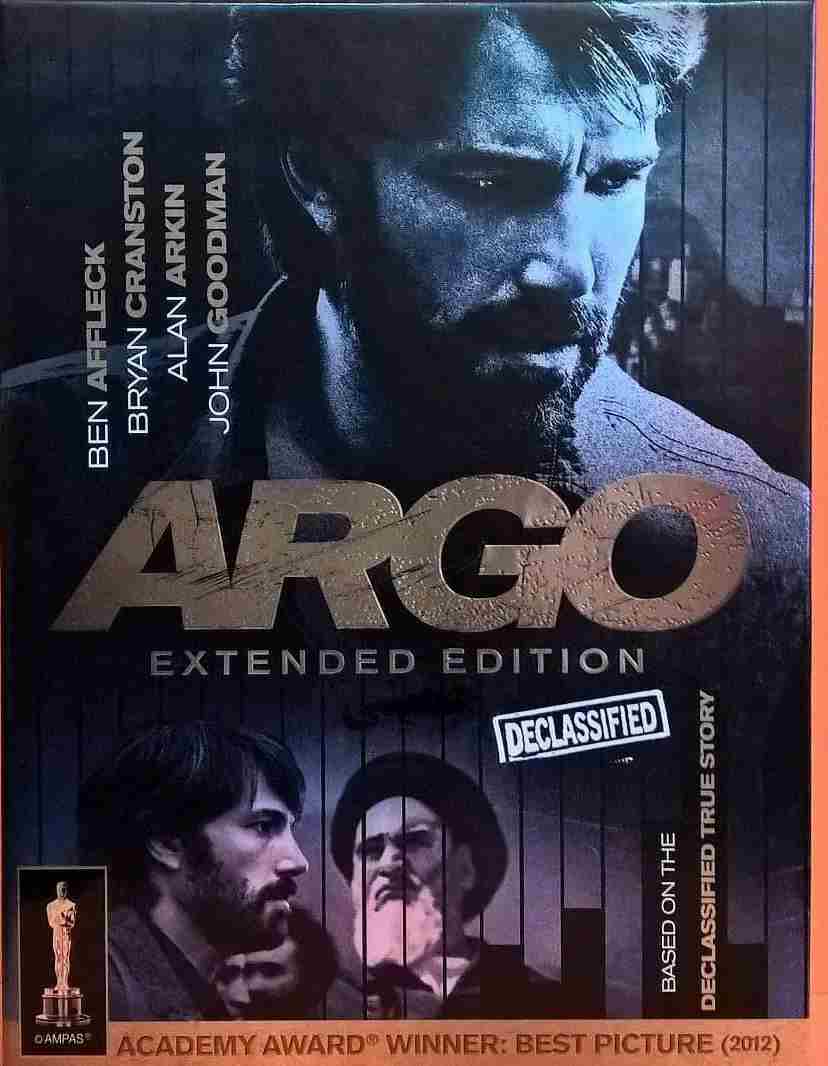 BEN AFFLECK
BRYAN CRANSTON
ALAN ARKIN
JOHN GOODMAN
ARGO
EXTENDED EDITION
DECLASSIFIED
BASED ON THE
DECLASSIFIED TRUE STORY
© AMPAS®
ACADEMY AWARD® WINNER: BEST PICTURE (2012)